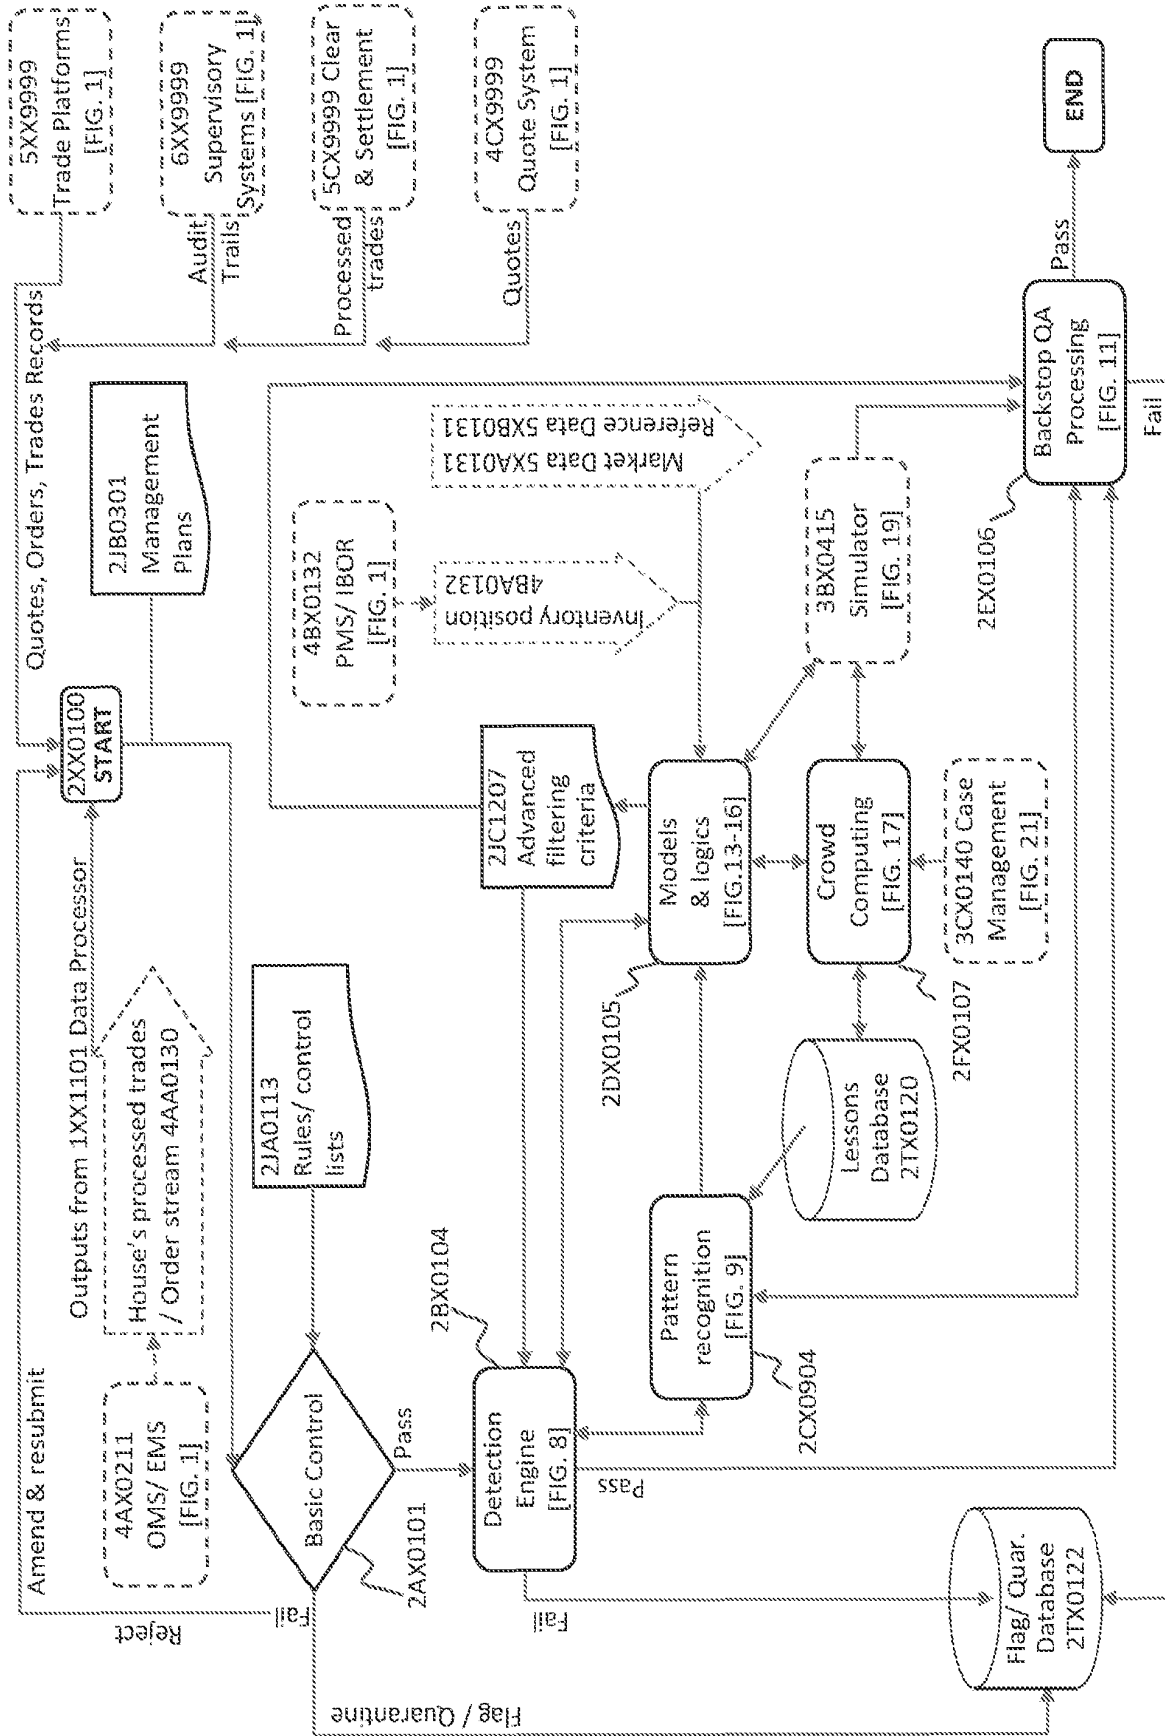 Amend & resubmit
Reject
4AX0211
OMS/ EMS
[FIG. 1]
Outputs from 1XX1101 Data Processor
House's processed trades
/ Order stream 4AA0130
2XX0100
START
Quotes, Orders, Trades Records
5XX9999
Trade Platforms
[FIG. 1]
Audit
Trails
6XX9999
Supervisory
Systems [FIG. 1]
Processed
trades
5CX9999 Clear
& Settlement
[FIG. 1]
Quotes
4CX9999
Quote System
[FIG. 1]
2JB0301
Management
Plans
2JA0113
Rules/ control
lists
Fail
Basic Control
Pass
2AX0101
Flag / Quarantine
Detection
Engine
[FIG. 8]
2BX0104
Fail
Pass
2JC1207
Advanced
filtering
criteria
4BX0132
PMS/ IBOR
[FIG. 1]
Inventory position
4BA0132
Market Data 5XA0131
Reference Data 5XB0131
Pattern
recognition
[FIG. 9]
2CX0904
2DX0105
Models
& logics
[FIG.13-16]
Lessons
Database
2TX0120
Crowd
Computing
[FIG. 17]
2FX0107
3BX0415
Simulator
[FIG. 19]
3CX0140 Case
Management
[FIG. 21]
2EX0106
Backstop QA
Processing
[FIG. 11]
Pass
END
Fail
Flag/ Quar.
Database
2TX0122